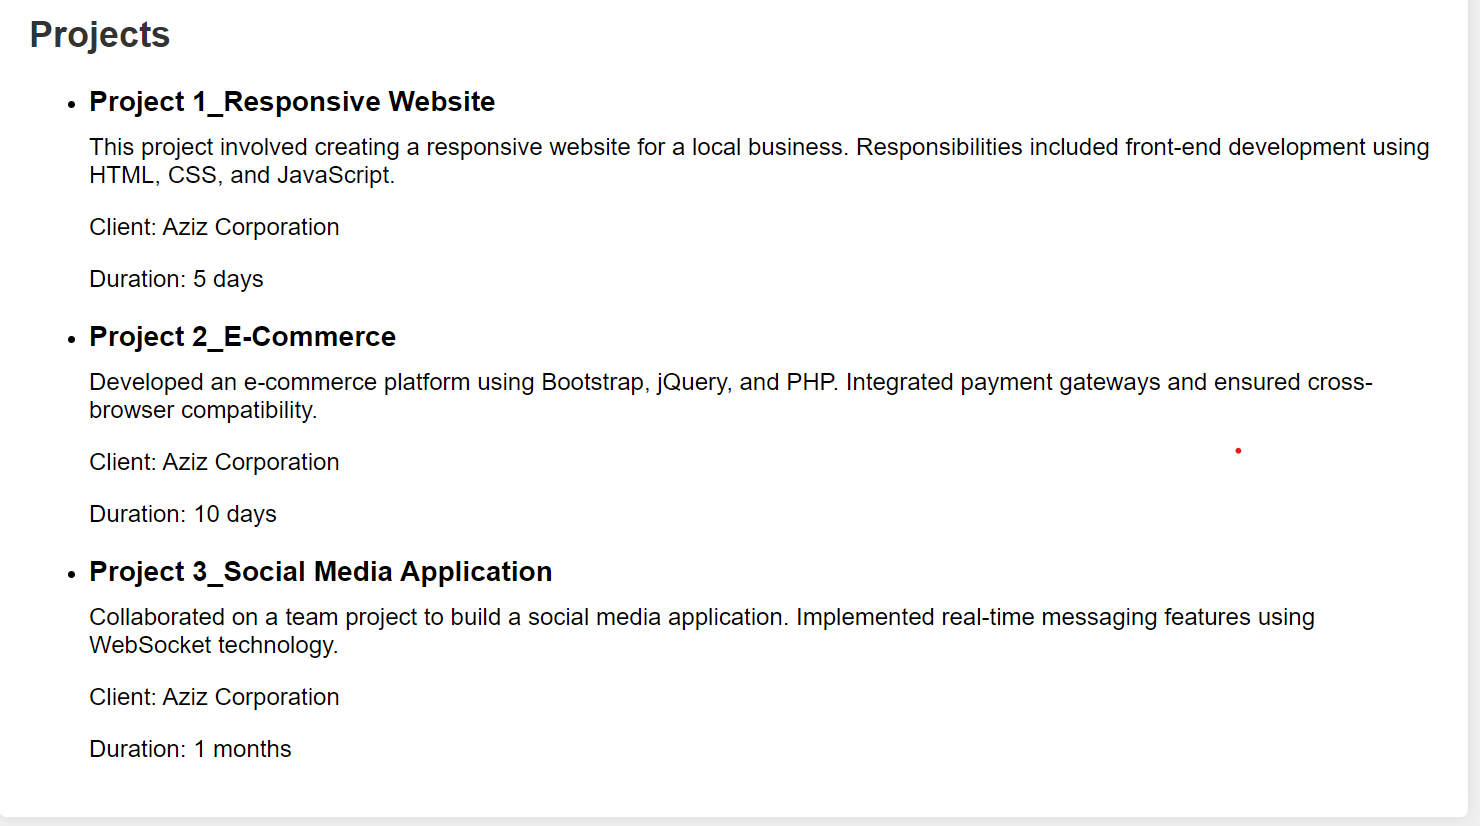 Projects
Project 1_Responsive Website
This project involved creating a responsive website for a local business. Responsibilities included front-end development using
HTML, CSS, and JavaScript.
Client: Aziz Corporation
Duration: 5 days
Project 2_E-Commerce
Developed an e-commerce platform using Bootstrap, jQuery, and PHP. Integrated payment gateways and ensured cross-
browser compatibility.
Client: Aziz Corporation
Duration: 10 days
Project 3_Social Media Application
Collaborated on a team project to build a social media application. Implemented real-time messaging features using
WebSocket technology.
Client: Aziz Corporation
Duration: 1 months